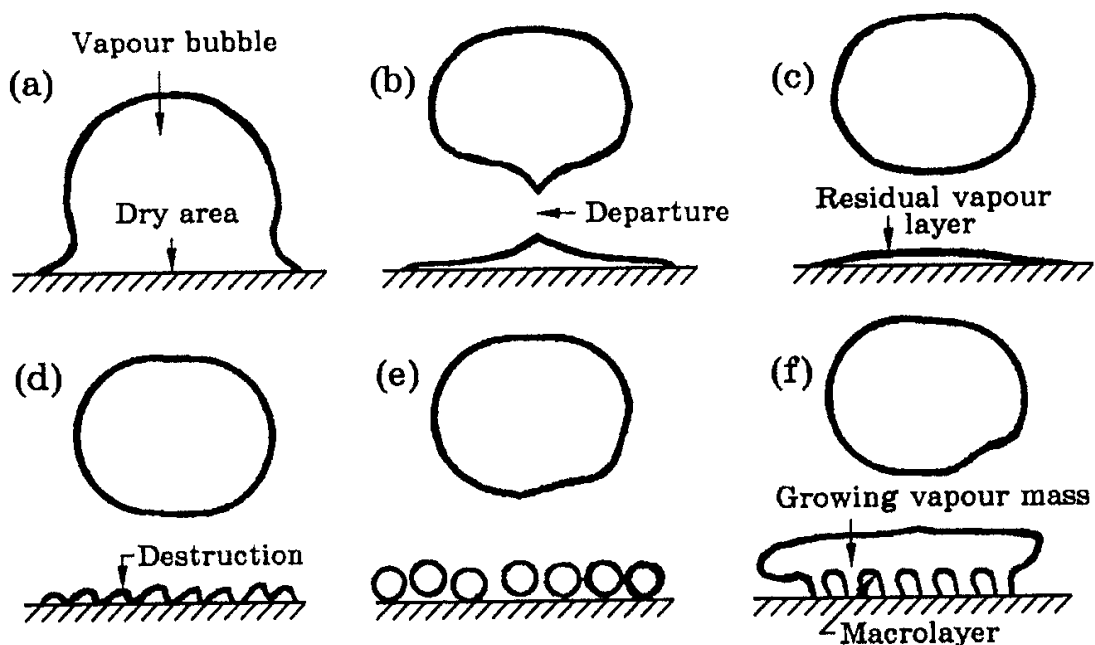 Vapour bubble
(a)
Dry area
(b)
Departure
(c)
Residual vapour
layer
(d)
Destruction
(e)
(f)
Growing vapour mass
Macrolayer